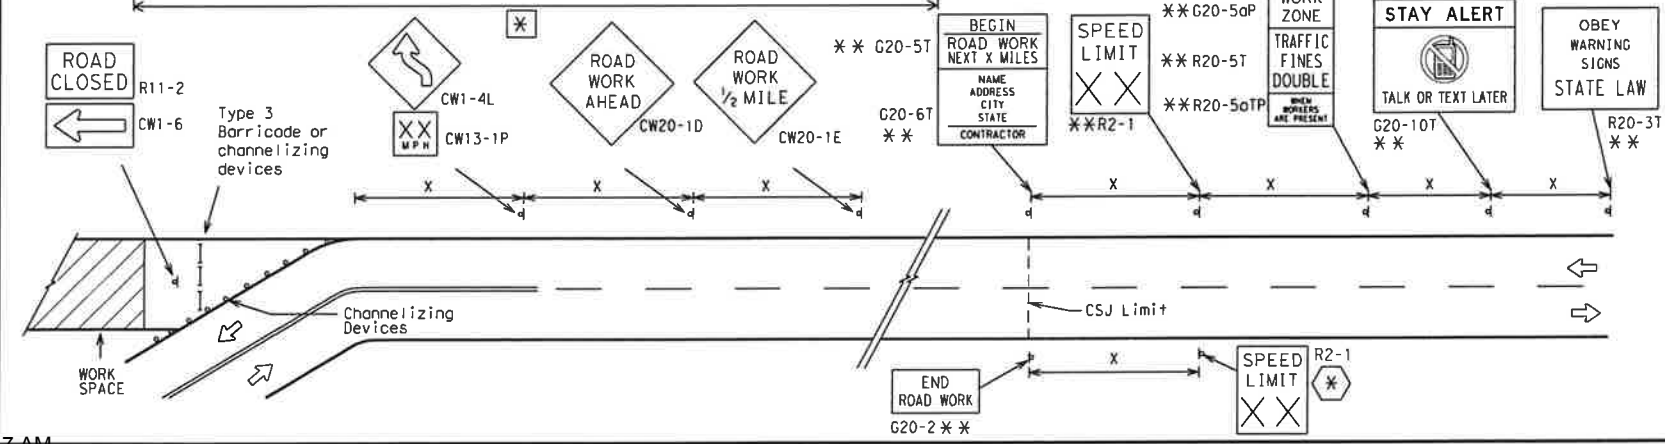 ROAD
CLOSED
R11-2
CW1-6
Type 3
Barricade or
channelizing
devices
XX
MPH
CW1-4L
CW13-1P
*
ROAD
WORK
AHEAD
CW20-1D
ROAD
WORK
1/2 MILE
CW20-1E
** G20-5T
G20-6T
**
BEGIN
ROAD WORK
NEXT X MILES
NAME
ADDRESS
CITY
STATE
CONTRACTOR
SPEED
LIMIT
XX
**R2-1
**G20-5aP
**R20-5T
**R20-5aTP
WORK
ZONE
TRAFFIC
FINES
DOUBLE
WHEN
WORKERS
ARE PRESENT
STAY ALERT
TALK OR TEXT LATER
G20-10T
**
OBEY
WARNING
SIGNS
STATE LAW
R20-3T
**
X X X X X X X
Channelizing
Devices
CSJ Limit
WORK
SPACE
END
ROAD WORK
G20-2 **
X
SPEED
LIMIT
XX
R2-1
*
7 AM